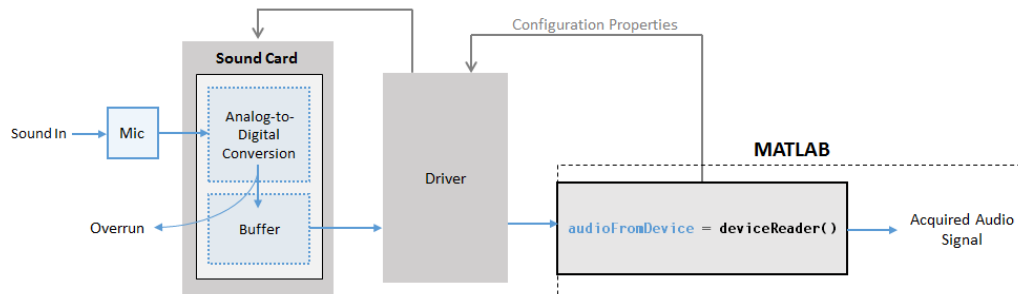 Configuration Properties
Sound Card
Sound In
Mic
Analog-to-
Digital
Conversion
Overrun
Buffer
Driver
MATLAB
audioFromDevice = deviceReader()
Acquired Audio
Signal